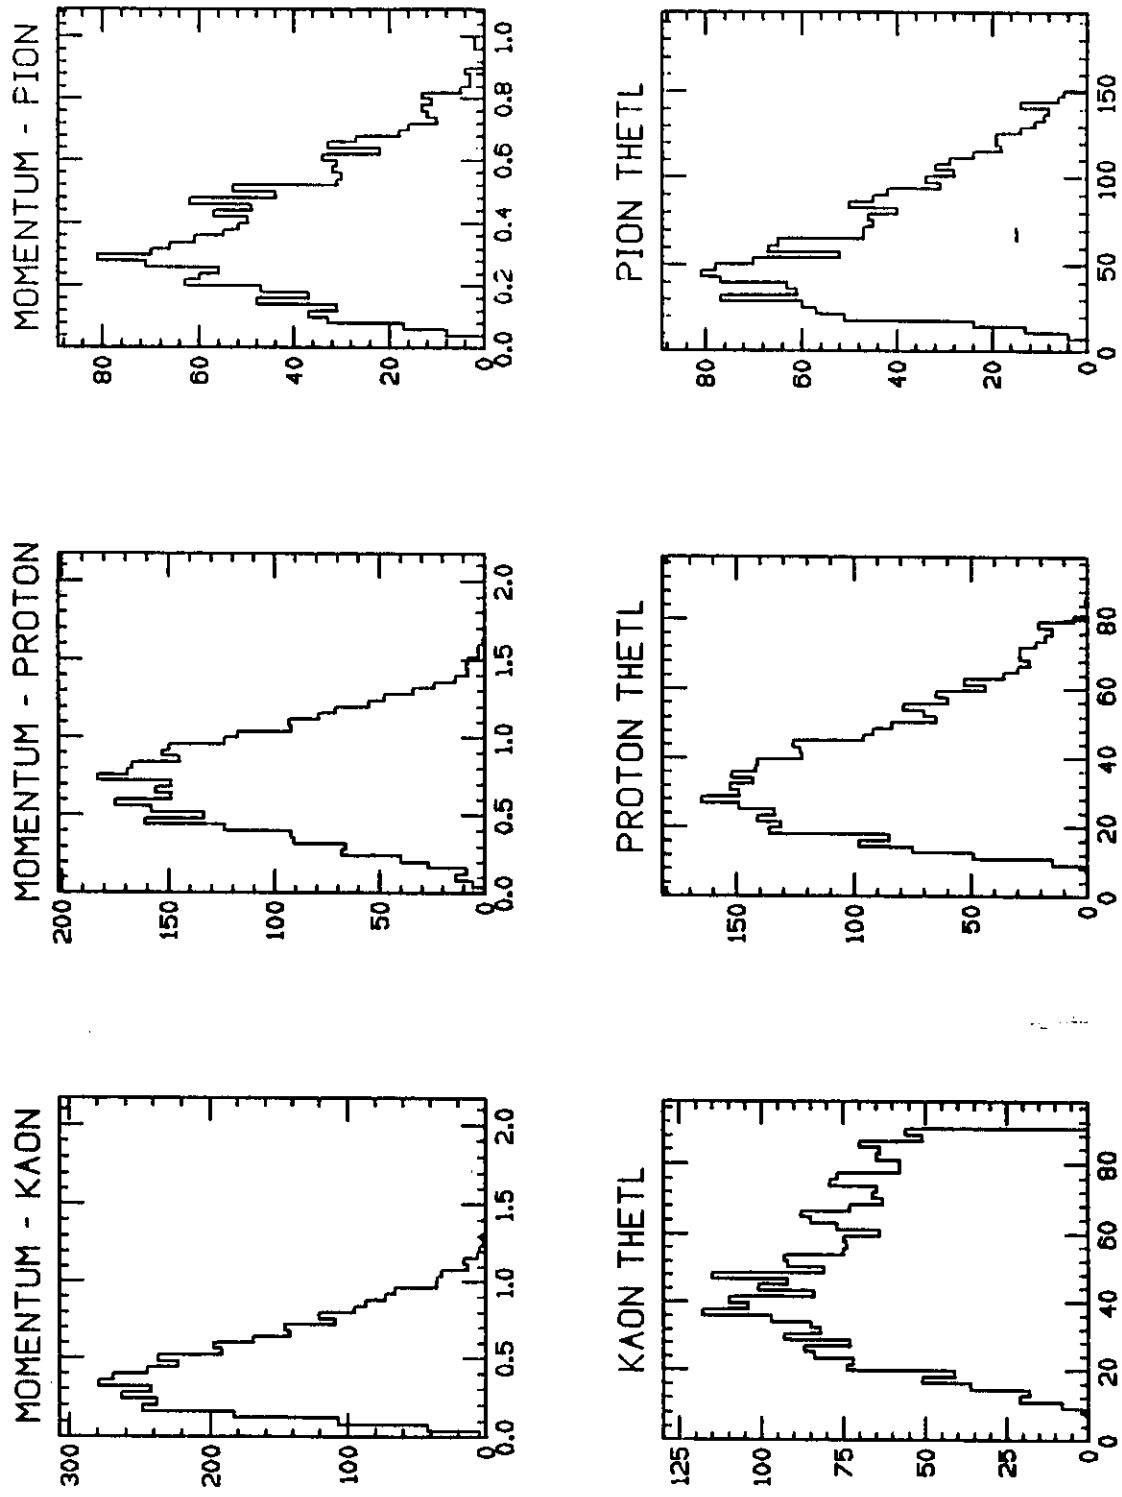 MOMENTUM - KAON
300
200
100
0
0.0 0.5 1.0 1.5 2.0
MOMENTUM - PROTON
200
150
100
50
0
0.0 0.5 1.0 1.5 2.0
MOMENTUM - PION
80
60
40
20
0
0.0 0.2 0.4 0.6 0.8 1.0
KAON THETL
125
100
75
50
25
0
0 20 40 60 80
PROTON THETL
150
100
50
0
0 20 40 60 80
PION THETL
80
60
40
20
0
0 50 100 150